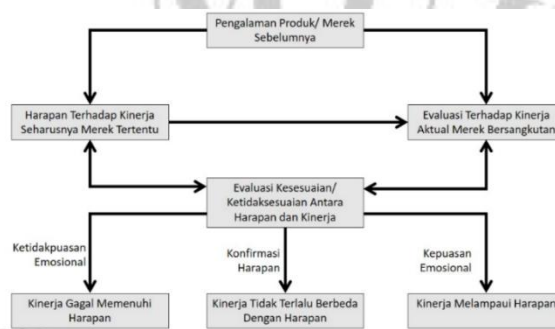 Pengalaman Produk/ Merek
Sebelumnya
Harapan Terhadap Kinerja
Seharusnya Merek Tertentu
Evaluasi Terhadap Kinerja
Aktual Merek Bersangkutan
Evaluasi Kesesuaian/
Ketidaksesuaian Antara
Harapan dan Kinerja
Ketidakpuasan
Emosional
Konfirmasi
Harapan
Kepuasan
Emosional
Kinerja Gagal Memenuhi
Harapan
Kinerja Tidak Terlalu Berbeda
Dengan Harapan
Kinerja Melampaui Harapan